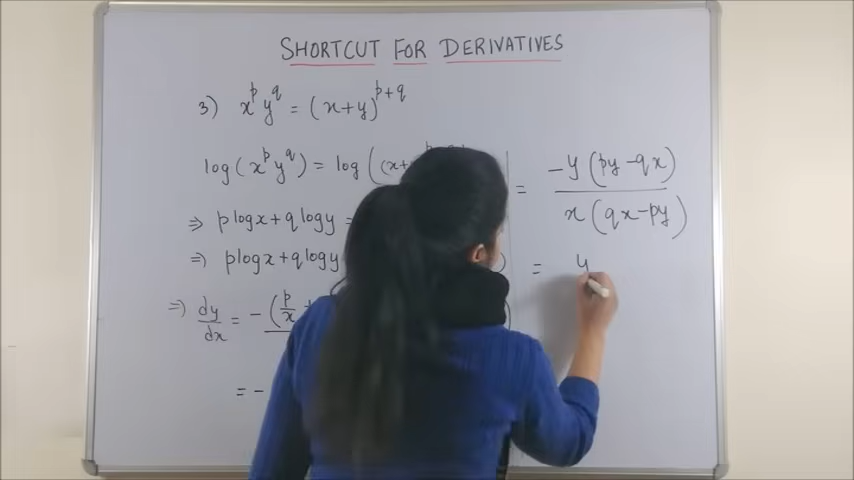 SHORTCUT FOR DERIVATIVES
3) x^p y^q = (x+y)^{p+q}
log(x^p y^q) = log((x+
⇒ p log x + q log y =
⇒ p log x + q log y
⇒ dy/dx = -(p/x +
= -
= -y(py-qx)/x(qx-py)
= y